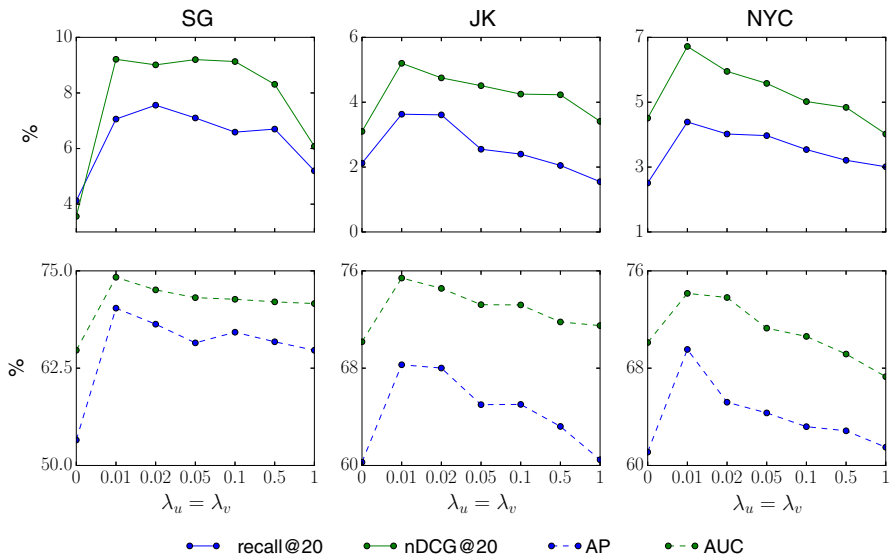 SG JK NYC
10 6 7
8 4 5
6 2 3
4 0 1
%
75.0 76 76
62.5 68 68
50.0 60 60
%
0 0.01 0.02 0.05 0.1 0.5 1 0 0.01 0.02 0.05 0.1 0.5 1 0 0.01 0.02 0.05 0.1 0.5 1
λu = λv λu = λv λu = λv
recall@20 nDCG@20 AP AUC